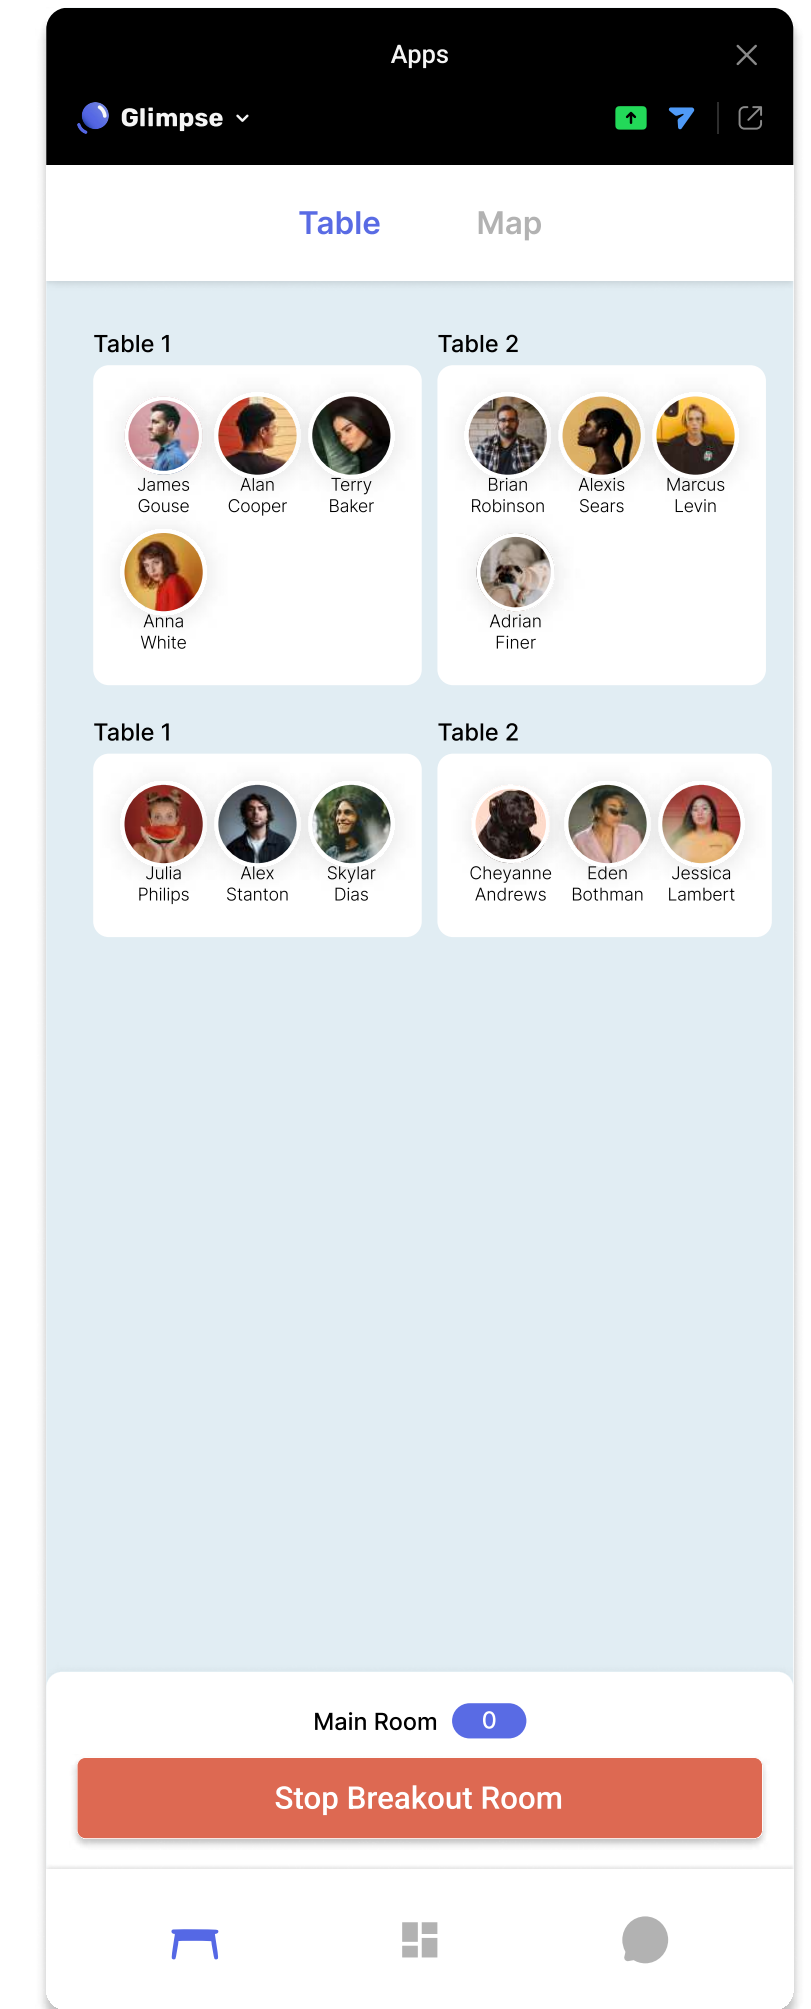 Apps
Glimpse
Table Map
Table 1
James
Gouse
Alan
Cooper
Terry
Baker
Anna
White
Table 2
Brian
Robinson
Alexis
Sears
Marcus
Levin
Adrian
Finer
Table 1
Julia
Philips
Alex
Stanton
Skylar
Dias
Table 2
Cheyanne
Andrews
Eden
Bothman
Jessica
Lambert
Main Room 0
Stop Breakout Room